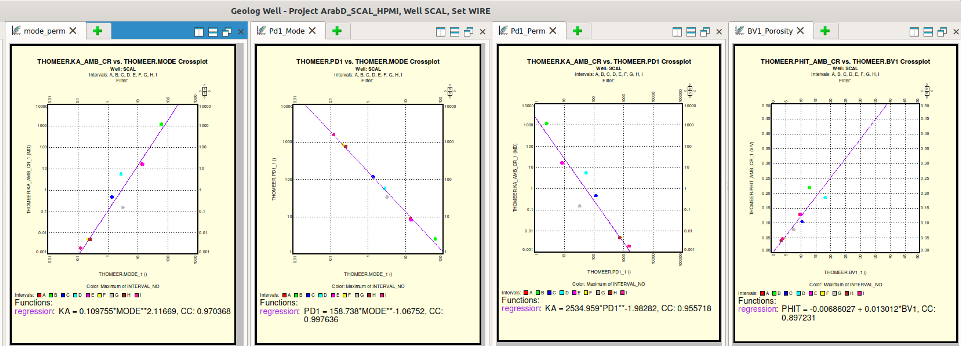 Geolog Well - Project ArabD_SCAL_HPMI, Well SCAL, Set WIRE
mode_perm
Pd1_Mode
Pd1_Perm
BV1_Porosity
THOMEER.KA_AMB_CR vs. THOMEER.MODE Crossplot
Well: SCAL
Intervals: A, B, C, D, E, F, G, H, I
Filter:
THOMEER.KA_AMB_CR_1 (MD)
THOMEER.MODE_1 ()
Color: Maximum of INTERVAL_NO
Intervals: A B C D E F G H I
Functions:
regression: KA = 0.109755*MODE**2.11669, CC: 0.970368
THOMEER.PD1 vs. THOMEER.MODE Crossplot
Well: SCAL
Intervals: A, B, C, D, E, F, G, H, I
Filter:
THOMEER.PD1_1 ()
THOMEER.MODE_1 ()
Color: Maximum of INTERVAL_NO
Intervals: A B C D E F G H I
Functions:
regression: PD1 = 158.738*MODE**-1.06752, CC:
0.997636
THOMEER.KA_AMB_CR vs. THOMEER.PD1 Crossplot
Well: SCAL
Intervals: A, B, C, D, E, F, G, H, I
Filter:
THOMEER.KA_AMB_CR_1 (MD)
THOMEER.PD1_1 ()
Color: Maximum of INTERVAL_NO
Intervals: A B C D E F G H I
Functions:
regression: KA = 2534.959*PD1**-1.98282, CC: 0.955718
THOMEER.PHIT_AMB_CR vs. THOMEER.BV1 Crossplot
Well: SCAL
Intervals: A, B, C, D, E, F, G, H, I
Filter:
THOMEER.PHIT_AMB_CR_1 (V/V)
THOMEER.BV1_1 ()
Color: Maximum of INTERVAL_NO
Intervals: A B C D E F G H I
Functions:
regression: PHIT = -0.00686027 + 0.013012*BV1, CC:
0.897231